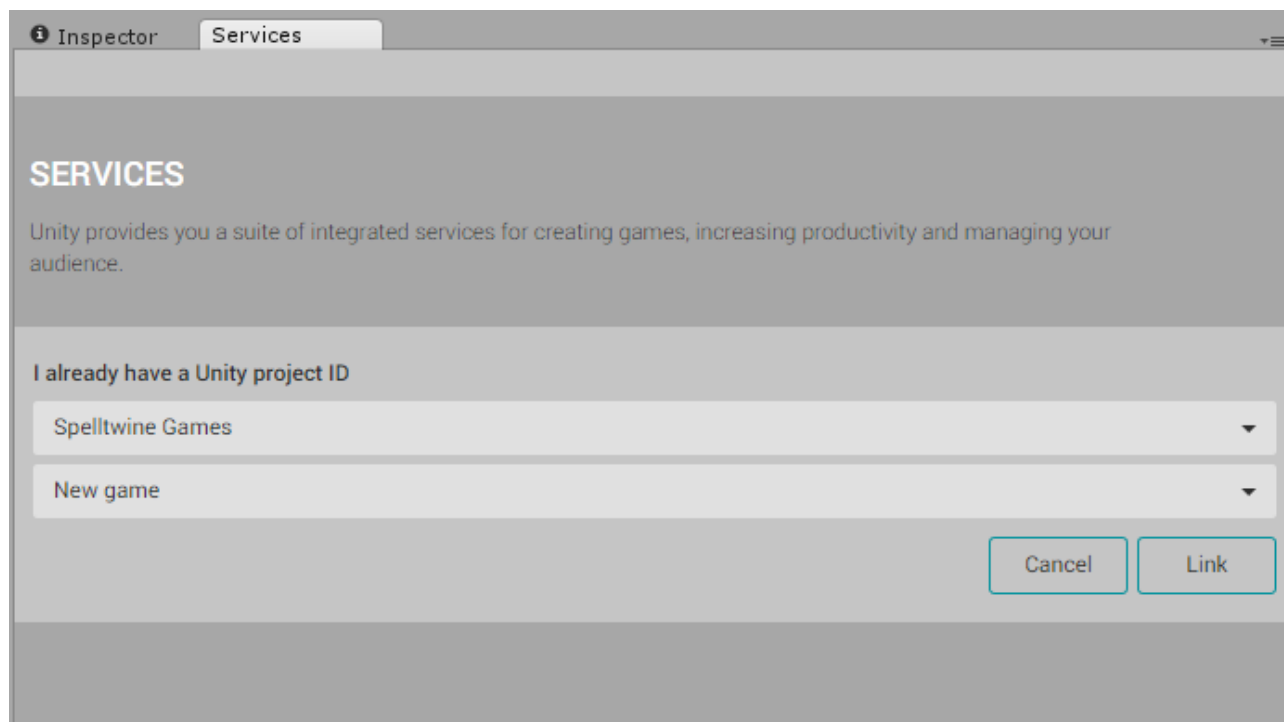 Inspector
Services
SERVICES
Unity provides you a suite of integrated services for creating games, increasing productivity and managing your
audience.
I already have a Unity project ID
Spelltwine Games
New game
Cancel
Link